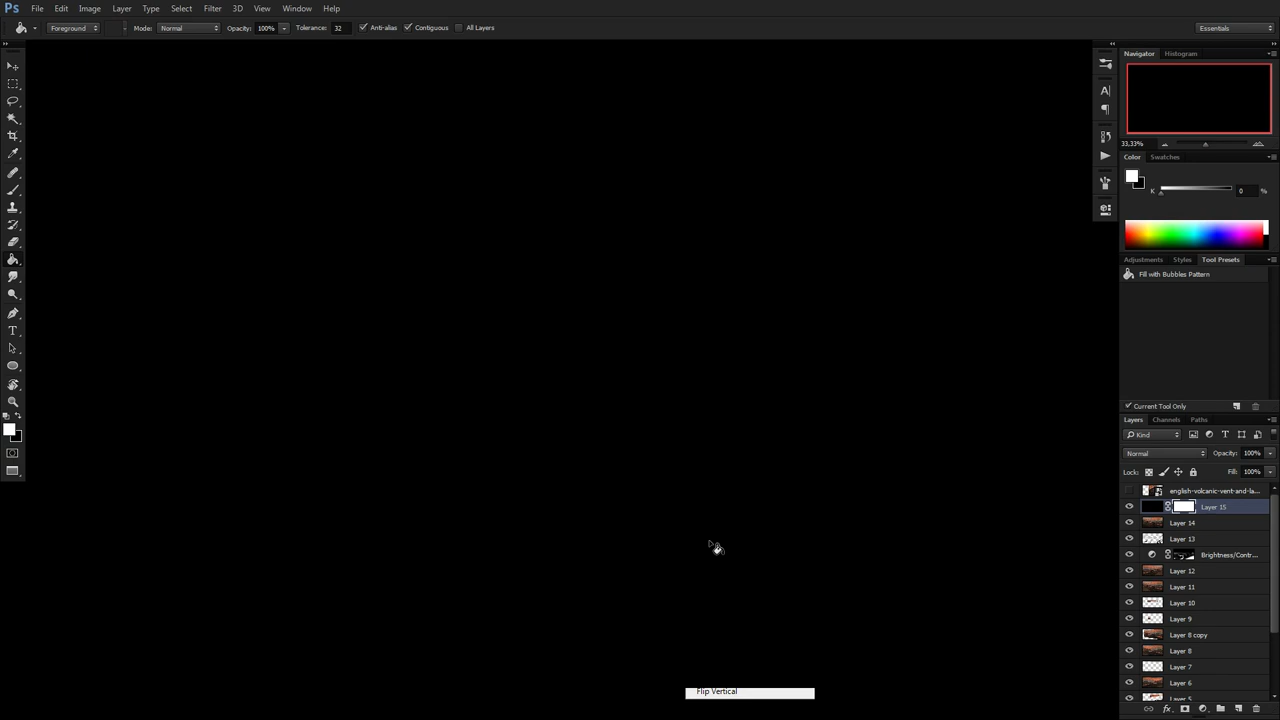 Ps File Edit Image Layer Type Select Filter 3D View Window Help
Foreground Mode: Normal Opacity: 100% Tolerance: 32 Anti-alias Contiguous All Layers Essentials
Navigator Histogram
33,33%
Color Swatches
K 0 %
Adjustments Styles Tool Presets
Fill with Bubbles Pattern
Current Tool Only
Layers Channels Paths
Kind
Normal Opacity: 100%
Lock: Fill: 100%
english-volcanic-vent-and-la...
Layer 15
Layer 14
Layer 13
Brightness/Contr...
Layer 12
Layer 11
Layer 10
Layer 9
Layer 8 copy
Layer 8
Layer 7
Layer 6
Layer 5
Flip Vertical